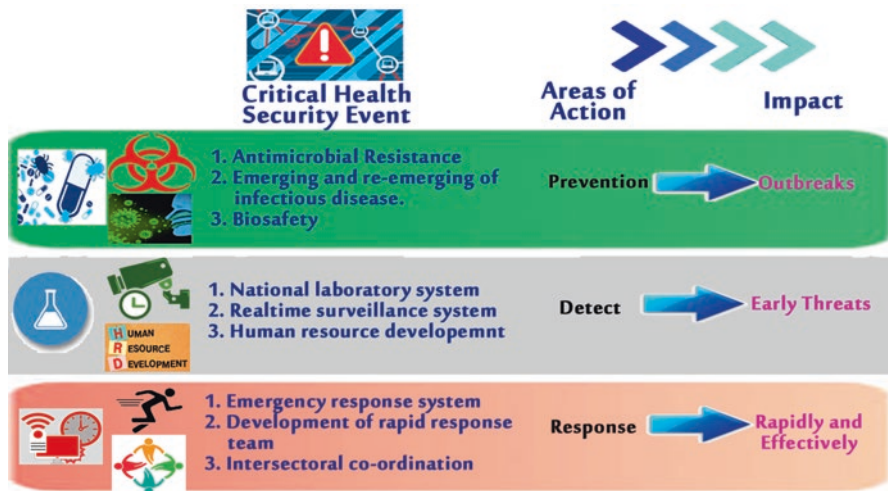 Critical Health
Security Event
Areas of
Action
Impact
1. Antimicrobial Resistance
2. Emerging and re-emerging of
infectious disease.
3. Biosafety
Prevention
Outbreaks
1. National laboratory system
2. Realtime surveillance system
3. Human resource developemnt
Detect
Early Threats
HUMAN
RESOURCE
DEVELOPMENT
1. Emergency response system
2. Development of rapid response
team
3. Intersectoral co-ordination
Response
Rapidly and
Effectively